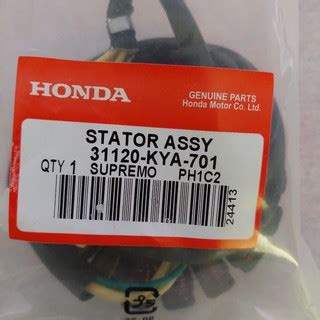 HONDA
GENUINE PARTS
Honda Motor Co., Ltd.
STATOR ASSY
31120-KYA-701
QTY 1 SUPREMO PH1C2
24413